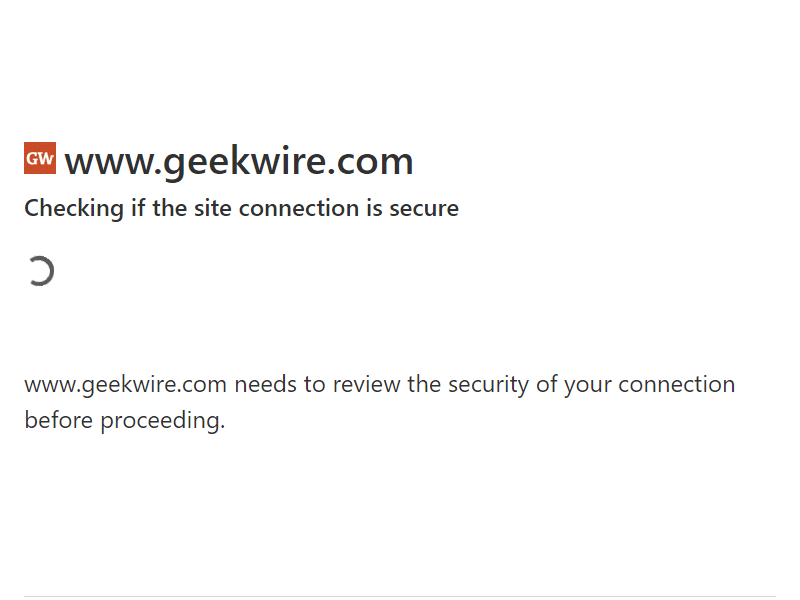 GW www.geekwire.com
Checking if the site connection is secure
www.geekwire.com needs to review the security of your connection
before proceeding.